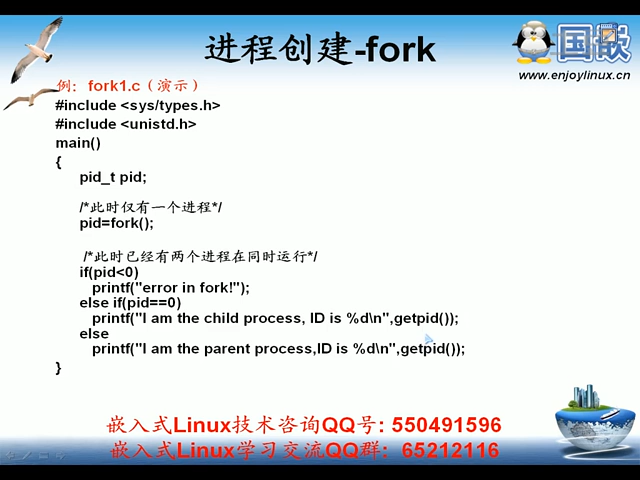 进程创建-fork
国嵌
www.enjoylinux.cn
例：fork1.c（演示）
#include <sys/types.h>
#include <unistd.h>
main()
{
pid_t pid;
/*此时仅有一个进程*/
pid=fork();
/*此时已经有两个进程在同时运行*/
if(pid<0)
printf("error in fork!");
else if(pid==0)
printf("I am the child process, ID is %d\n",getpid());
else
printf("I am the parent process,ID is %d\n",getpid());
}
嵌入式Linux技术咨询QQ号: 550491596
嵌入式Linux学习交流QQ群: 65212116